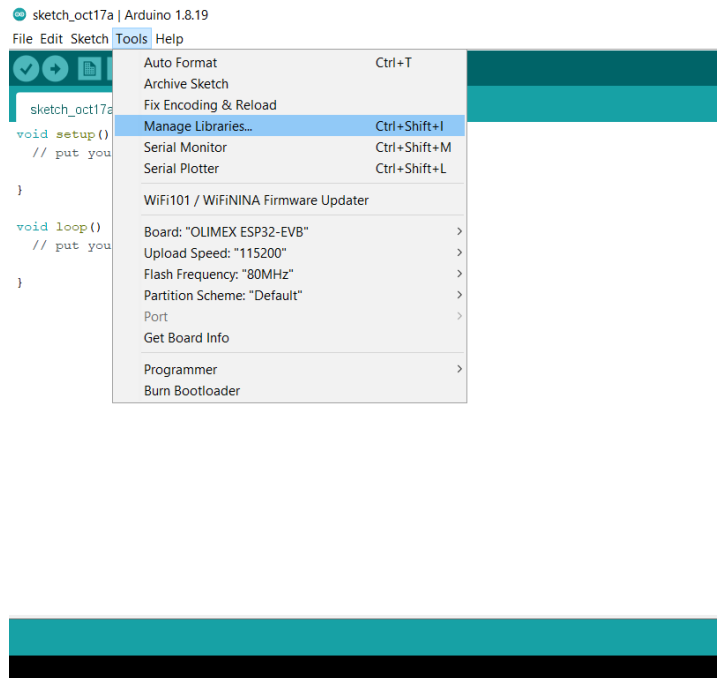 sketch_oct17a | Arduino 1.8.19
File Edit Sketch Tools Help
Auto Format Ctrl+T
Archive Sketch
Fix Encoding & Reload
Manage Libraries... Ctrl+Shift+I
Serial Monitor Ctrl+Shift+M
Serial Plotter Ctrl+Shift+L
WiFi101 / WiFiNINA Firmware Updater
Board: "OLIMEX ESP32-EVB"
Upload Speed: "115200"
Flash Frequency: "80MHz"
Partition Scheme: "Default"
Port
Get Board Info
Programmer
Burn Bootloader
sketch_oct17a
void setup()
// put you
}
void loop()
// put you
}